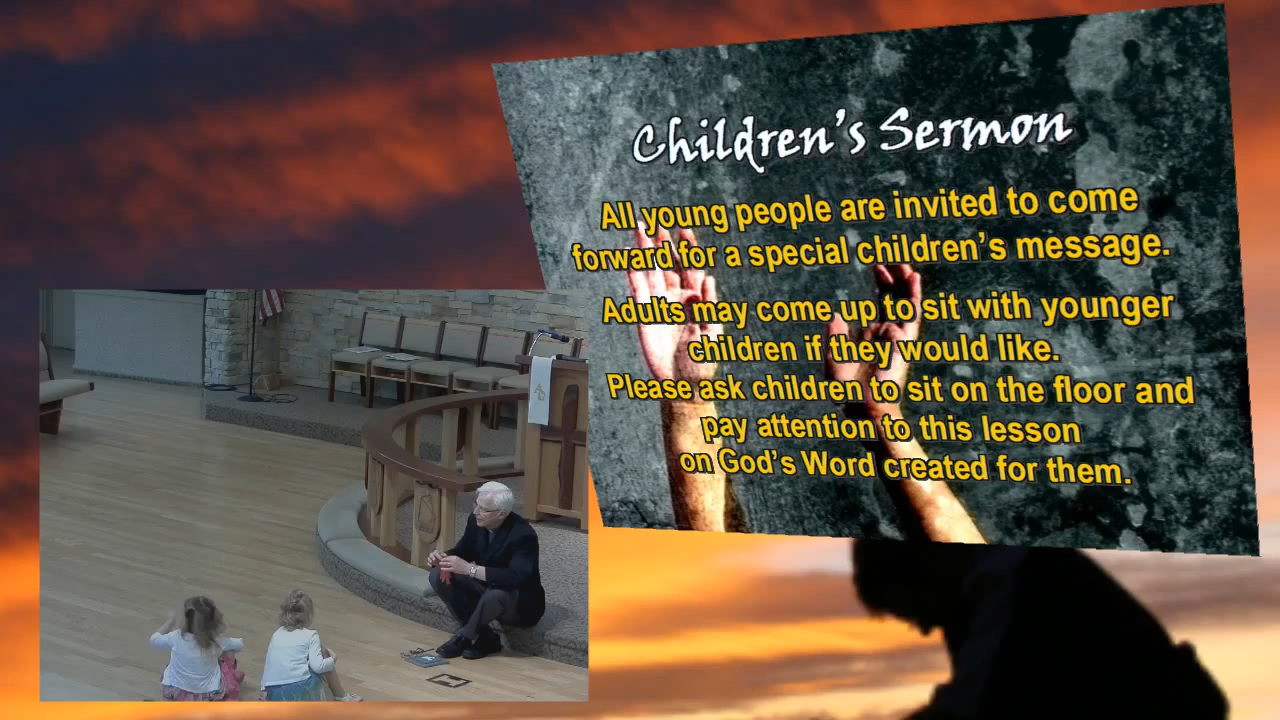 Children's Sermon
All young people are invited to come
forward for a special children's message.
Adults may come up to sit with younger
children if they would like.
Please ask children to sit on the floor and
pay attention to this lesson
on God's Word created for them.